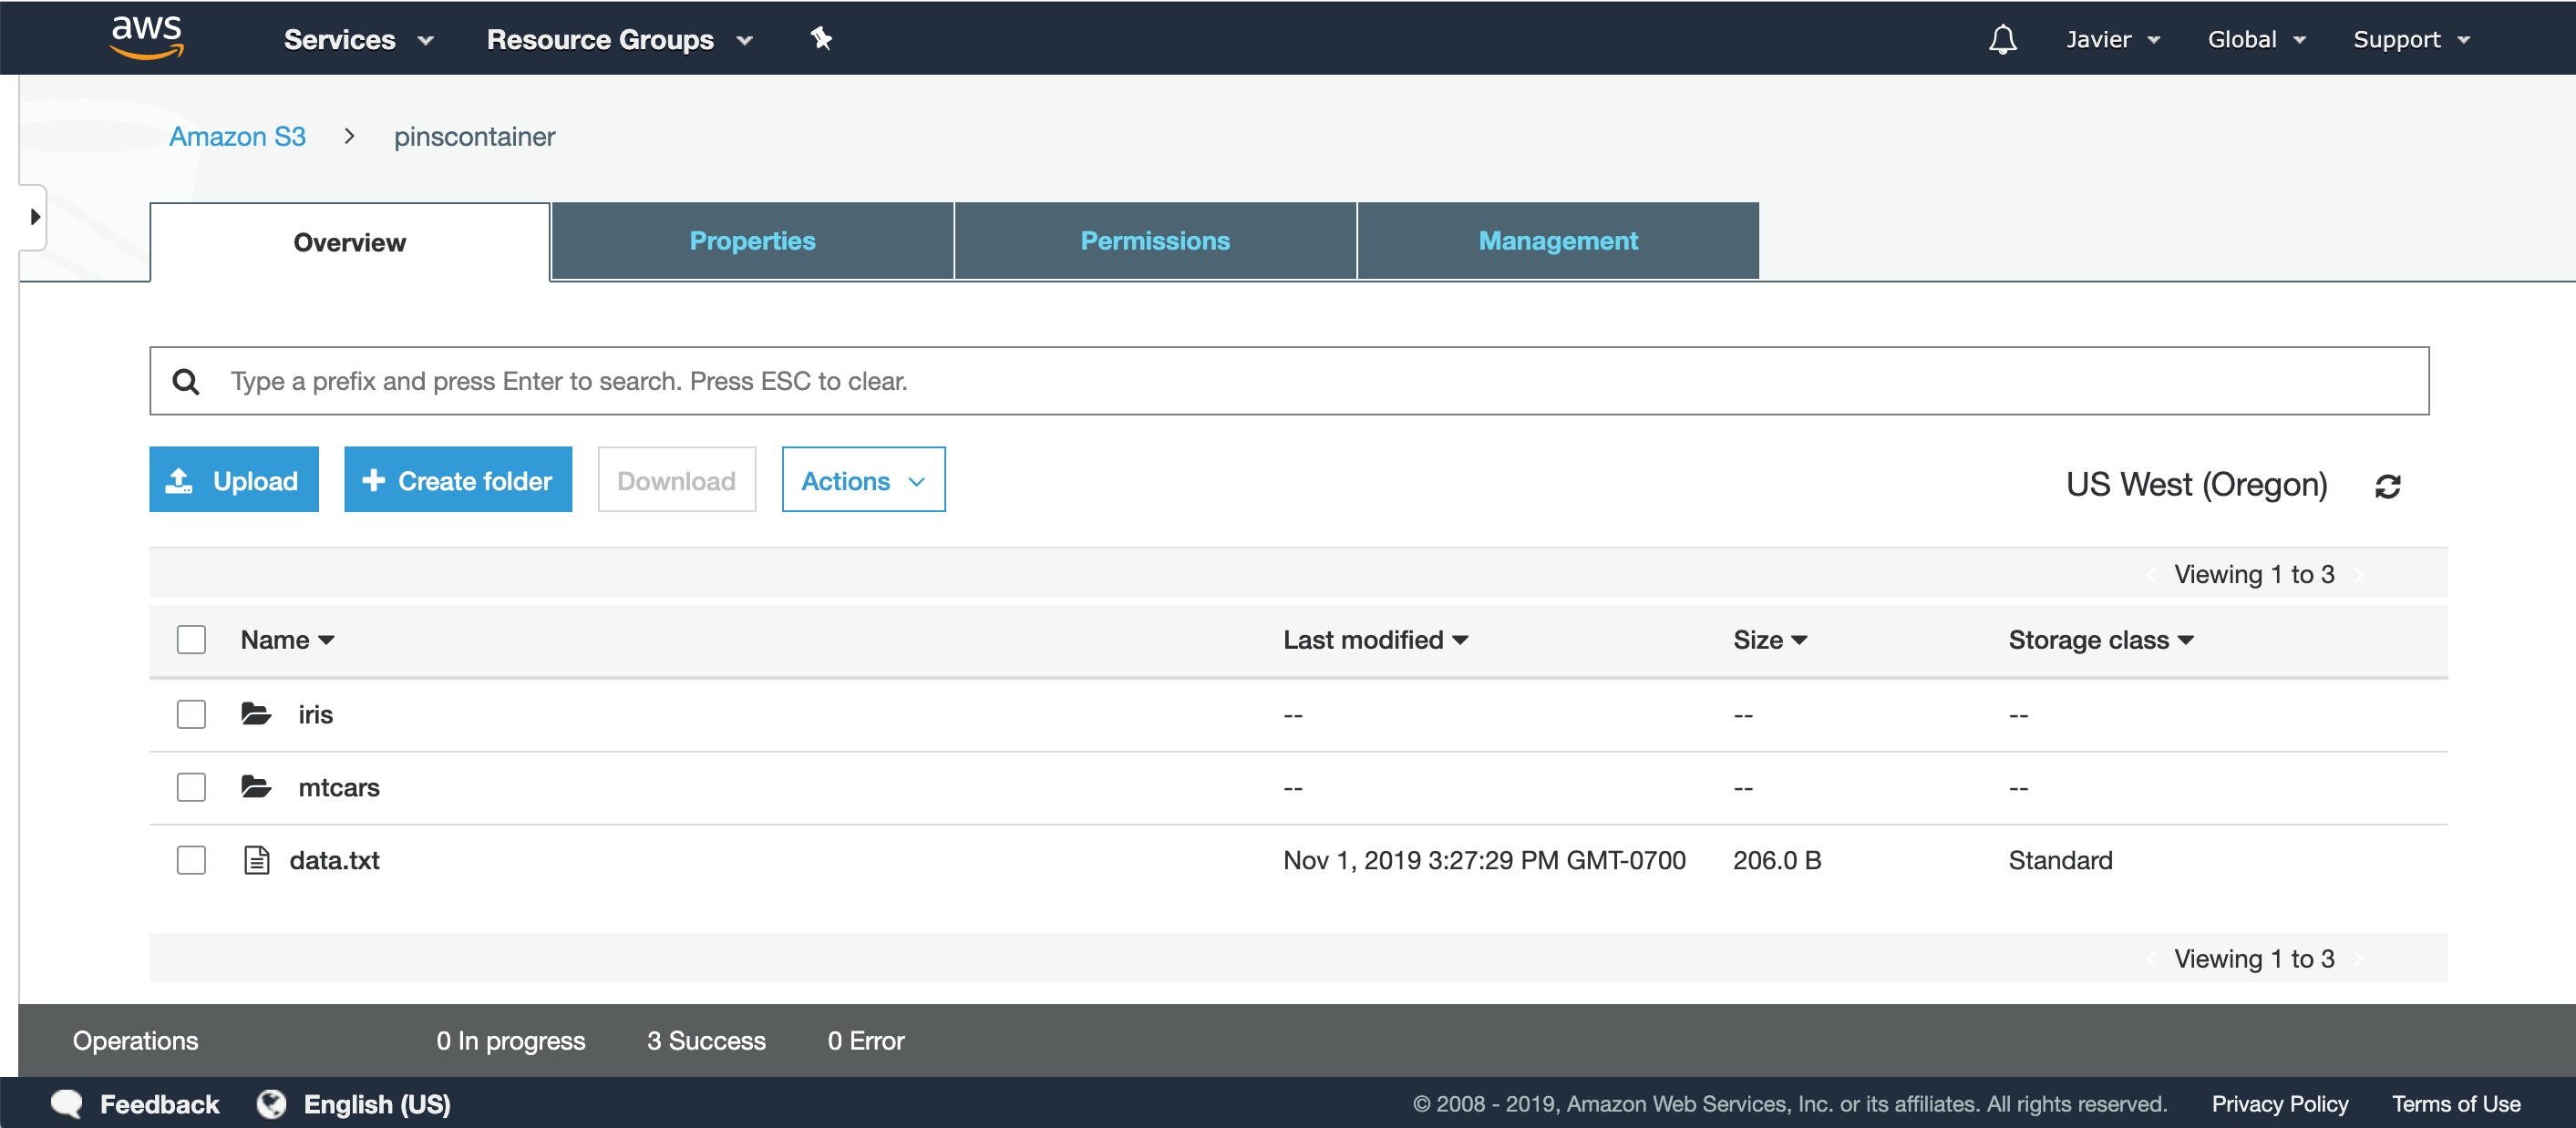 aws Services Resource Groups Javier Global Support
Amazon S3 > pinscontainer
Overview Properties Permissions Management
Type a prefix and press Enter to search. Press ESC to clear.
Upload Create folder Download Actions US West (Oregon)
Viewing 1 to 3
Name Last modified Size Storage class
iris -- -- --
mtcars -- -- --
data.txt Nov 1, 2019 3:27:29 PM GMT-0700 206.0 B Standard
Viewing 1 to 3
Operations 0 In progress 3 Success 0 Error
Feedback English (US) © 2008 - 2019, Amazon Web Services, Inc. or its affiliates. All rights reserved. Privacy Policy Terms of Use